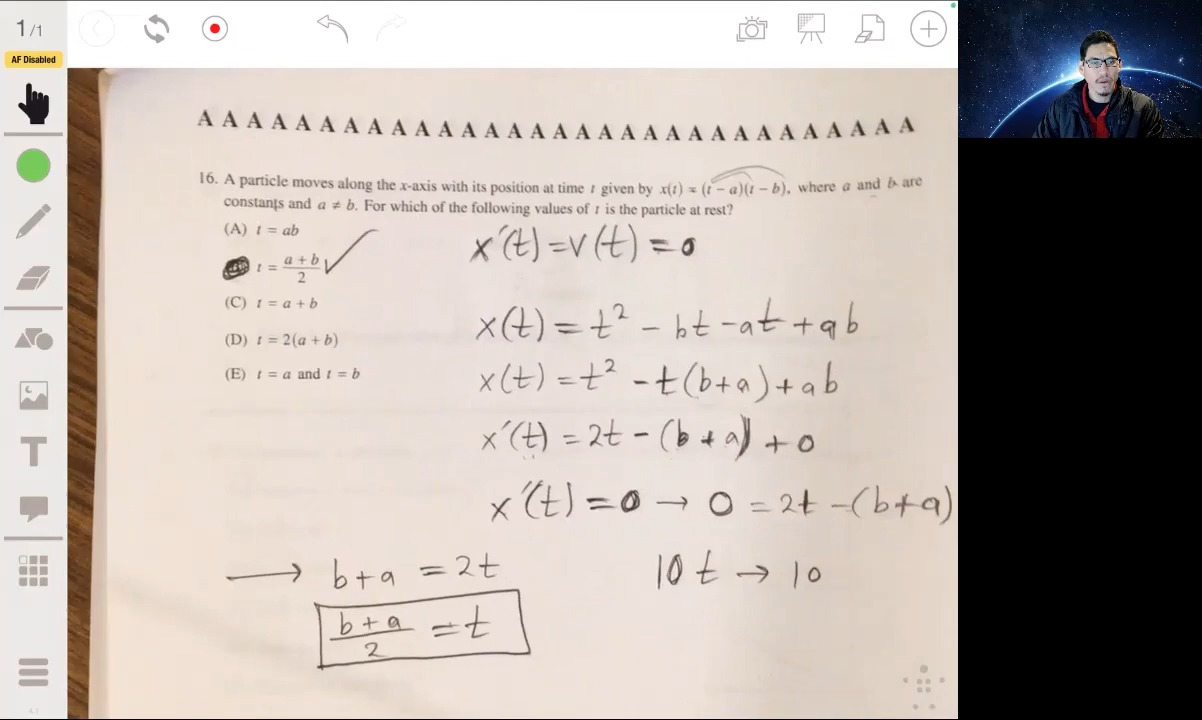 1/1
AF Disabled
A A A A A A A A A A A A A A A A A A A A A A A A A A A A A A
16. A particle moves along the x-axis with its position at time t given by x(t) = (t − a)(t − b), where a and b are
constants and a ≠ b. For which of the following values of t is the particle at rest?
(A) t = ab
t = a + b / 2
(C) t = a + b
(D) t = 2(a + b)
(E) t = a and t = b
x'(t) = v(t) = 0
x(t) = t² − bt − at + ab
x(t) = t² − t(b+a) + ab
x'(t) = 2t − (b + a) + 0
x'(t) = 0 → 0 = 2t − (b+a)
→ b+a = 2t
b+a / 2 = t
10t → 10
T